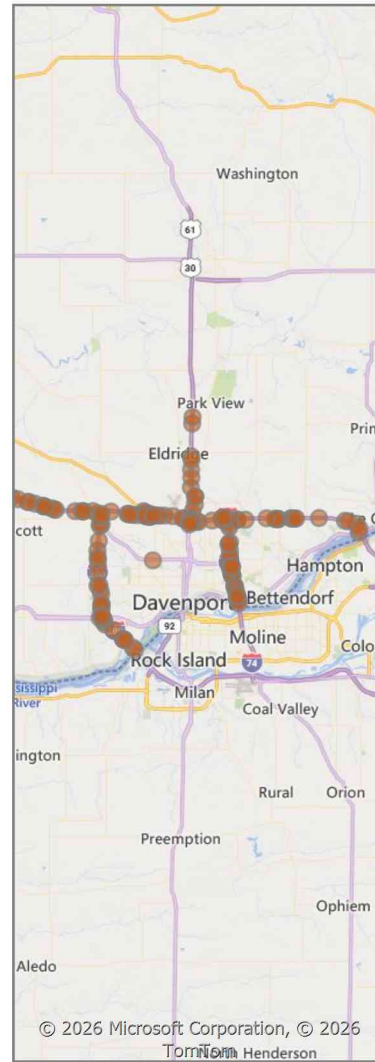 Washington
61
30
Park View
Prin
Eldridge
cott
Hampton
Davenport
Bettendorf
92
Moline
Colo
Rock Island
74
ssissippi
River
Milan
Coal Valley
ington
Rural
Orion
Preemption
Ophiem
Aledo
© 2026 Microsoft Corporation, © 2026
TomTom
North Henderson